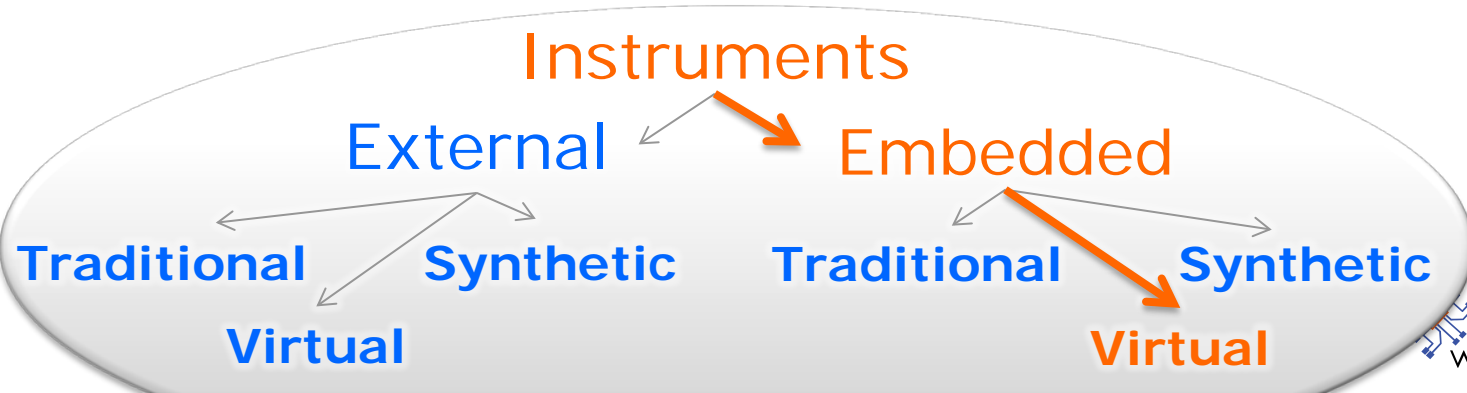 Instruments
External
Embedded
Traditional
Synthetic
Traditional
Synthetic
Virtual
Virtual